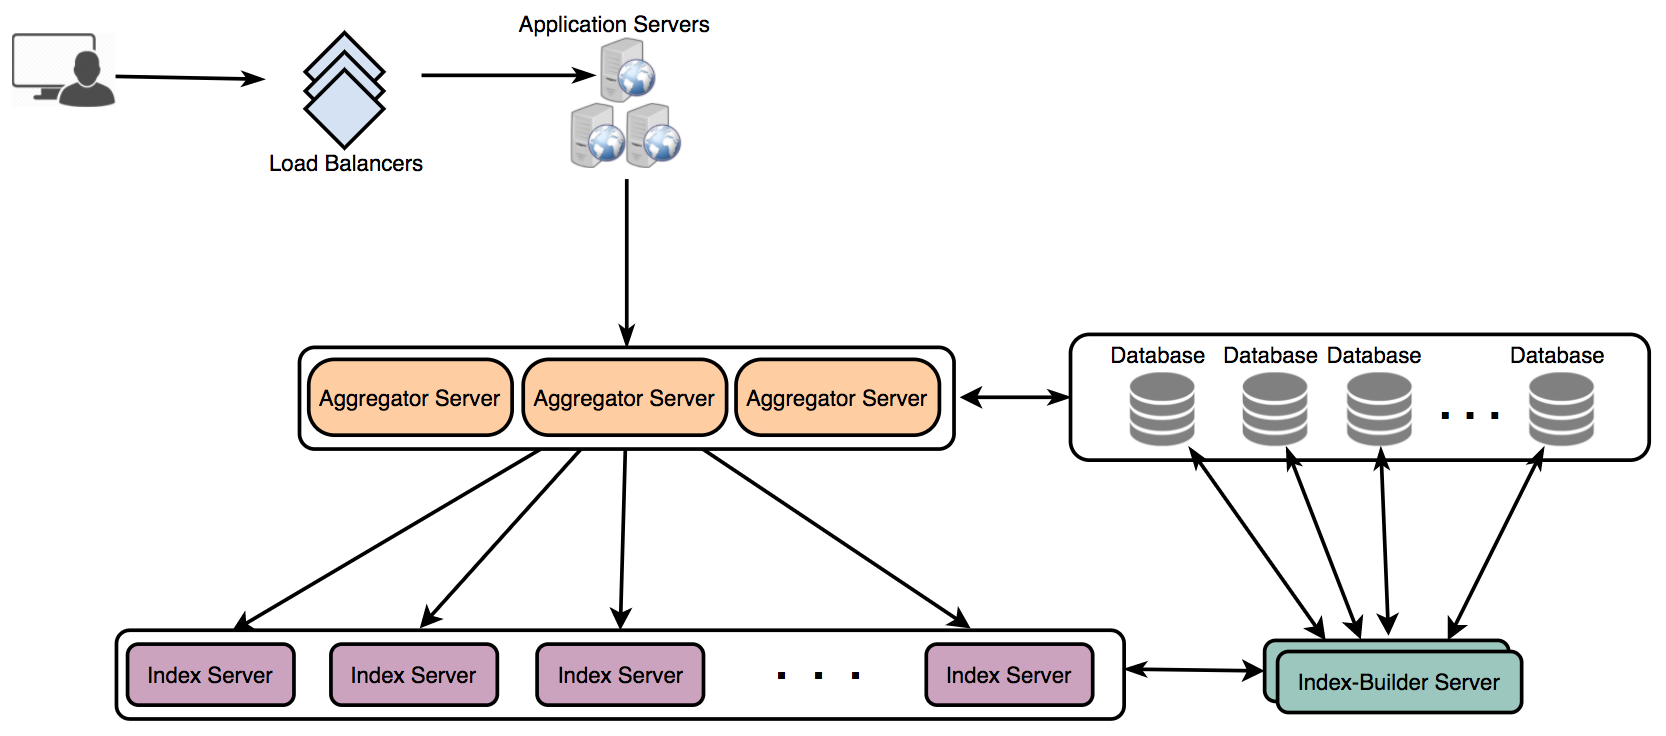 Application Servers
Load Balancers
Database Database Database Database
Aggregator Server Aggregator Server Aggregator Server
. . .
Index Server Index Server Index Server . . . Index Server
Index-Builder Server